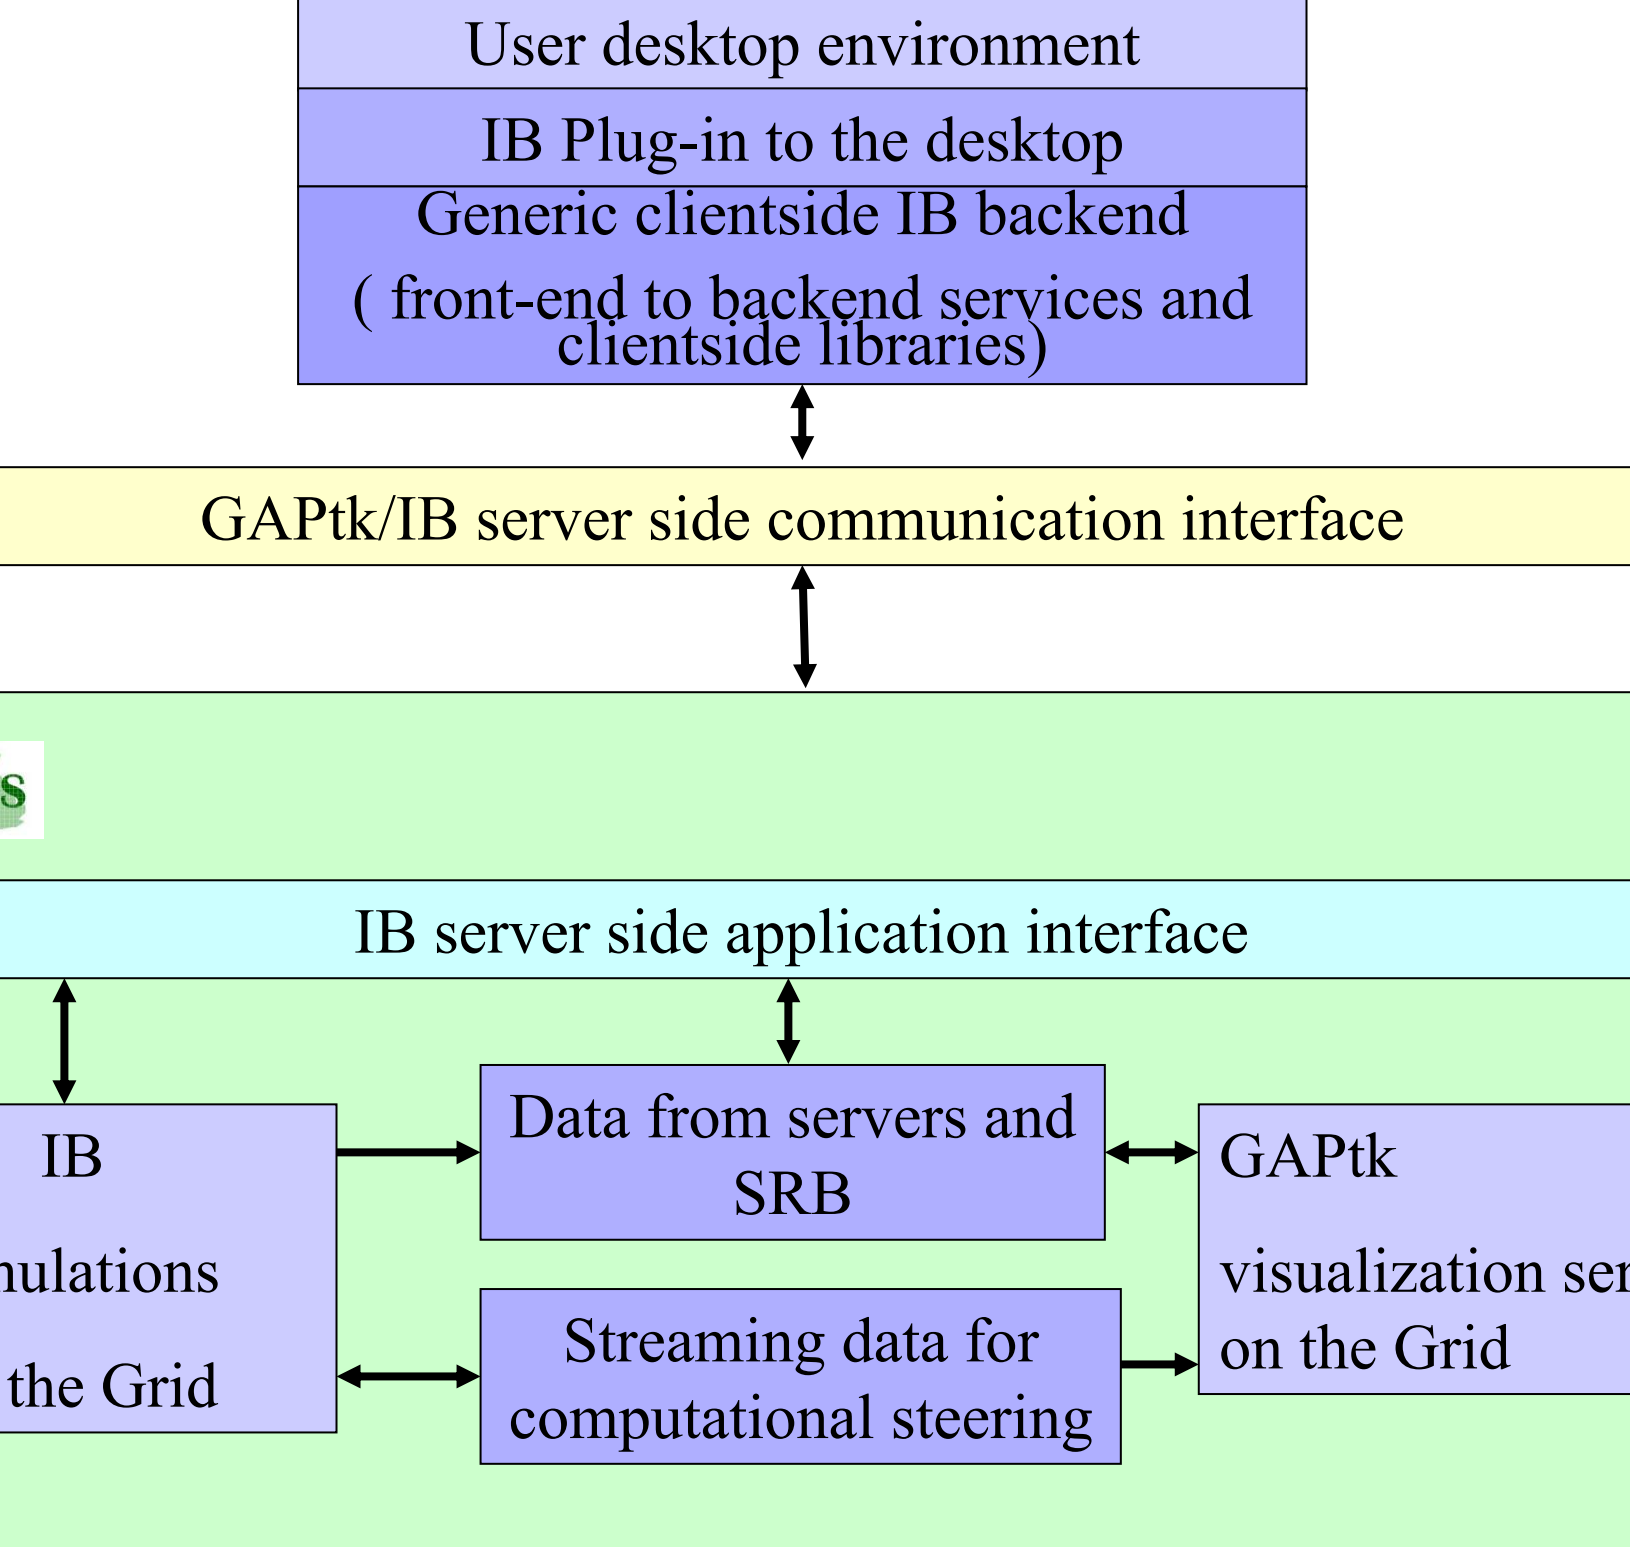 User desktop environment
IB Plug-in to the desktop
Generic clientside IB backend
( front-end to backend services and
clientside libraries)
GAPtk/IB server side communication interface
IB server side application interface
IB
the Grid
Data from servers and
SRB
Streaming data for
computational steering
GAPtk
visualization
on the Grid